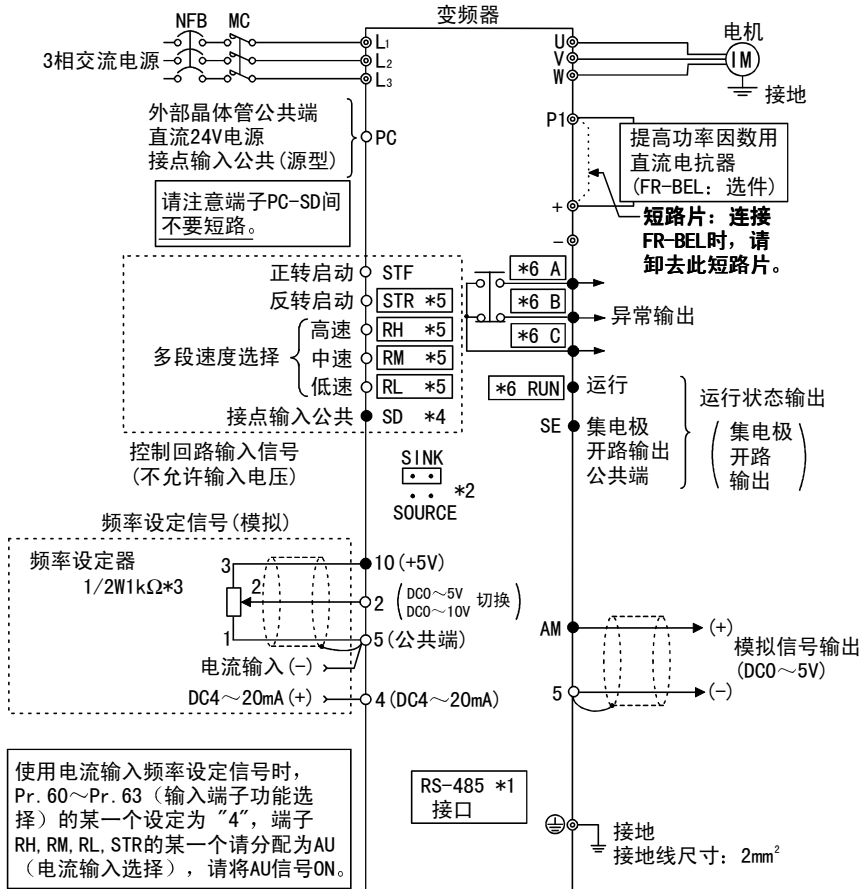 变频器
NFB MC
3相交流电源
L1
L2
L3
U
V
W
电机
IM
接地
外部晶体管公共端
直流24V电源
接点输入公共(源型)
PC
请注意端子PC-SD间
不要短路。
P1
+
−
提高功率因数用
直流电抗器
(FR-BEL: 选件)
短路片: 连接
FR-BEL时, 请
卸去此短路片。
正转启动 STF
反转启动 STR *5
多段速度选择
高速 RH *5
中速 RM *5
低速 RL *5
接点输入公共 SD *4
控制回路输入信号
(不允许输入电压)
*6 A
*6 B
*6 C
异常输出
*6 RUN 运行
SE 集电极
开路输出
公共端
运行状态输出
(集电极
开路
输出)
SINK
*2
SOURCE
频率设定信号(模拟)
频率设定器
1/2W1kΩ*3
3
2
1
10(+5V)
2 (DC0～5V
DC0～10V 切换)
5(公共端)
电流输入(-)
DC4～20mA(+)
4(DC4～20mA)
AM
(+)
模拟信号输出
(DC0～5V)
5
(-)
使用电流输入频率设定信号时,
Pr.60～Pr.63（输入端子功能选
择）的某一个设定为 "4", 端子
RH, RM, RL, STR的某一个请分配为AU
（电流输入选择）, 请将AU信号ON。
RS-485 *1
接口
接地
接地线尺寸: 2mm²